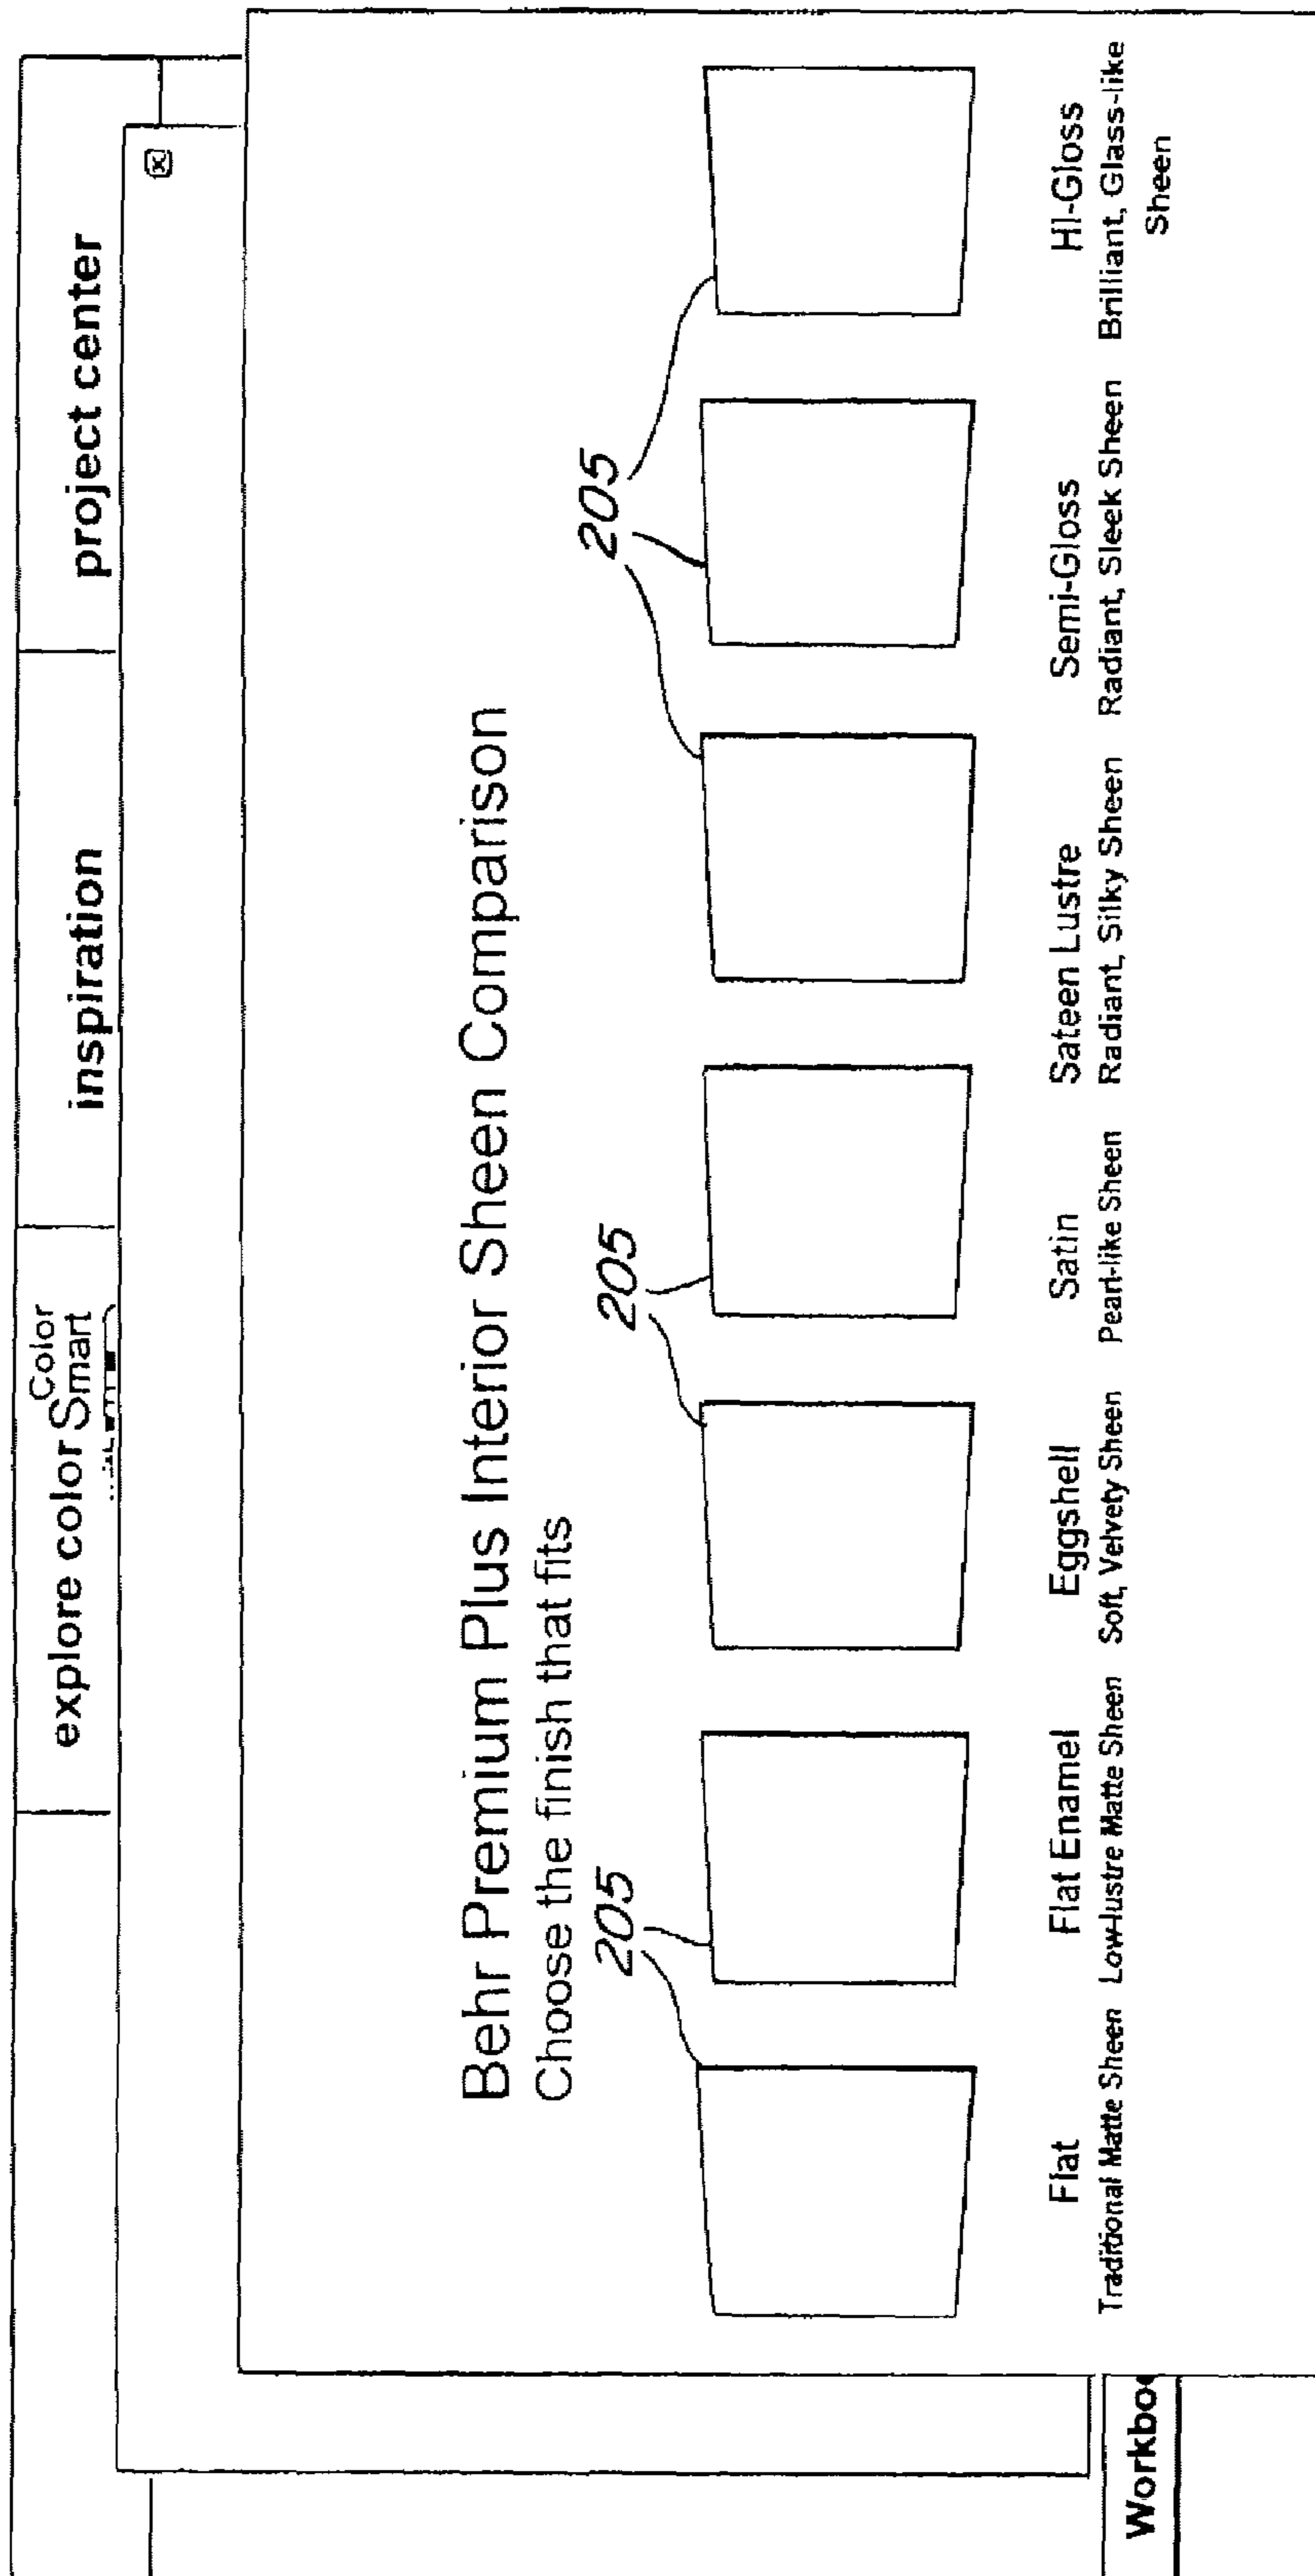 explore color
Color
Smart
inspiration
project center
x
Behr Premium Plus Interior Sheen Comparison
Choose the finish that fits
205
205
205
Flat
Traditional Matte Sheen
Flat Enamel
Low-lustre Matte Sheen
Eggshell
Soft, Velvety Sheen
Satin
Pearl-like Sheen
Sateen Lustre
Radiant, Silky Sheen
Semi-Gloss
Radiant, Sleek Sheen
Hi-Gloss
Brilliant, Glass-like
Sheen
Workbo